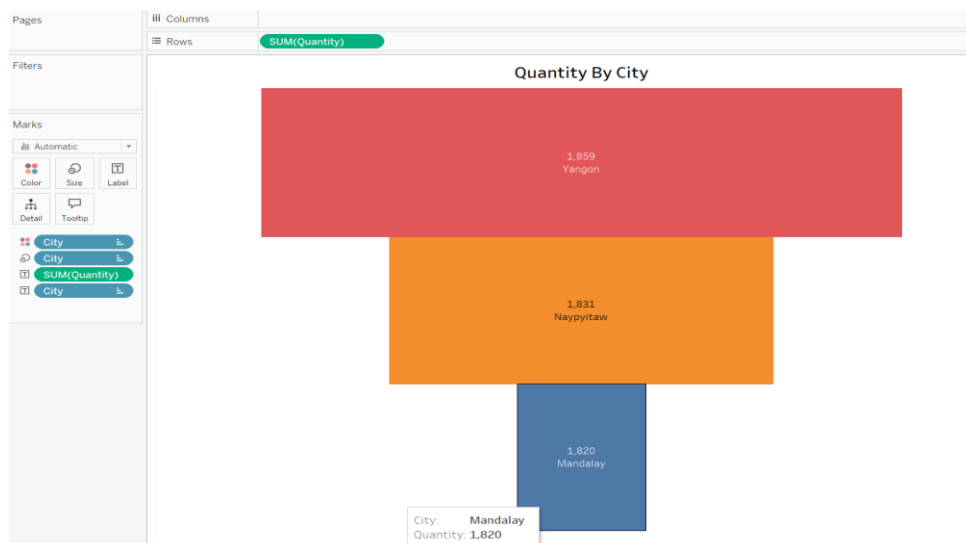 Pages
Columns
Rows
SUM(Quantity)
Filters
Marks
Automatic
Color
Size
Label
Detail
Tooltip
City
City
SUM(Quantity)
City
Quantity By City
1,859
Yangon
1,831
Naypyitaw
1,820
Mandalay
City: Mandalay
Quantity: 1,820